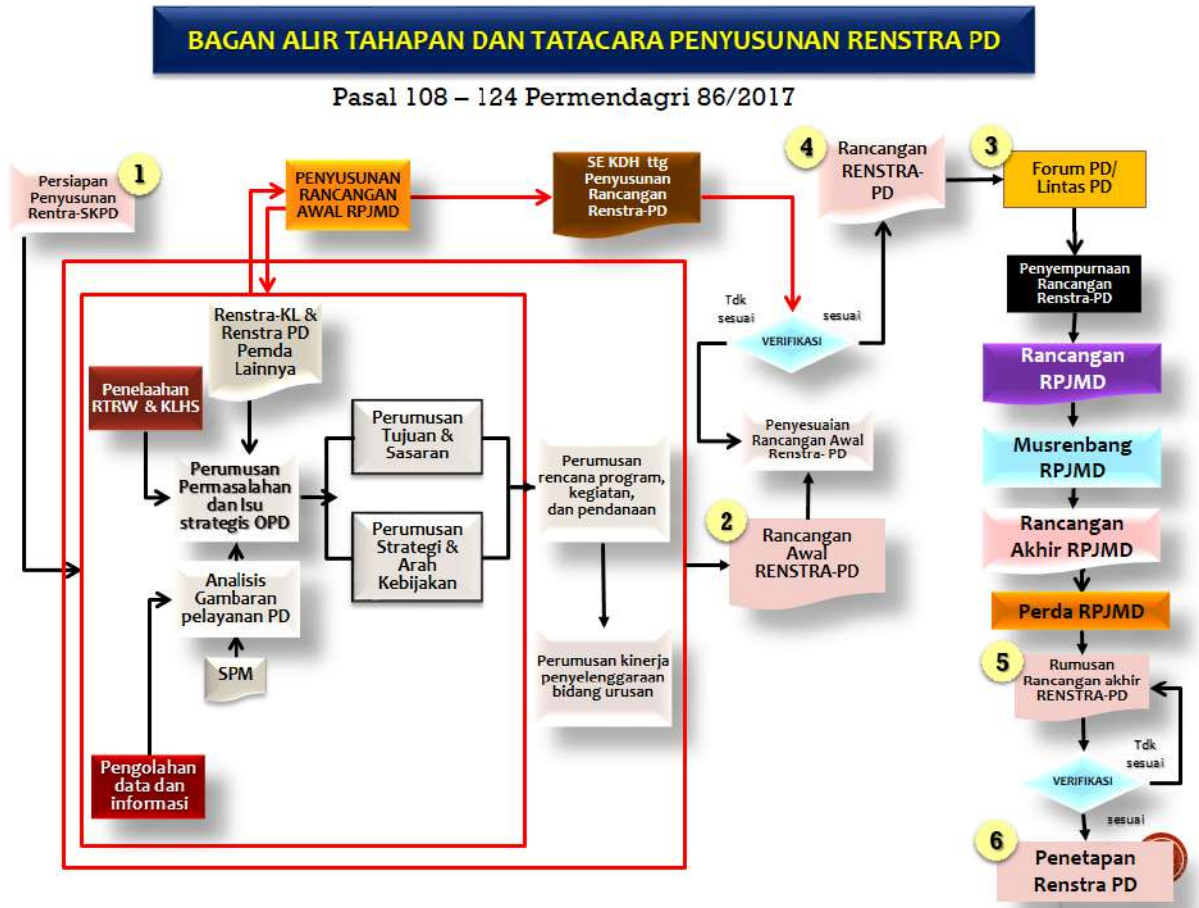 BAGAN ALIR TAHAPAN DAN TATACARA PENYUSUNAN RENSTRA PD
Pasal 108 – 124 Permendagri 86/2017
1
Persiapan
Penyusunan
Rentra-SKPD
PENYUSUNAN
RANCANGAN
AWAL RPJMD
SE KDH ttg
Penyusunan
Rancangan
Renstra-PD
4
Rancangan
RENSTRA-
PD
3
Forum PD/
Lintas PD
Penyempurnaan
Rancangan
Renstra-PD
Renstra-KL &
Renstra PD
Pemda
Lainnya
Penelaahan
RTRW & KLHS
Perumusan
Permasalahan
dan Isu
strategis OPD
Analisis
Gambaran
pelayanan PD
SPM
Pengolahan
data dan
informasi
Perumusan
Tujuan &
Sasaran
Perumusan
Strategi &
Arah
Kebijakan
Perumusan
rencana program,
kegiatan,
dan pendanaan
Perumusan kinerja
penyelenggaraan
bidang urusan
Tdk
sesuai
sesuai
VERIFIKASI
Penyesuaian
Rancangan Awal
Renstra- PD
2
Rancangan
Awal
RENSTRA-PD
Rancangan
RPJMD
Musrenbang
RPJMD
Rancangan
Akhir RPJMD
Perda RPJMD
5
Rumusan
Rancangan akhir
RENSTRA-PD
Tdk
sesuai
VERIFIKASI
sesuai
6
Penetapan
Renstra PD